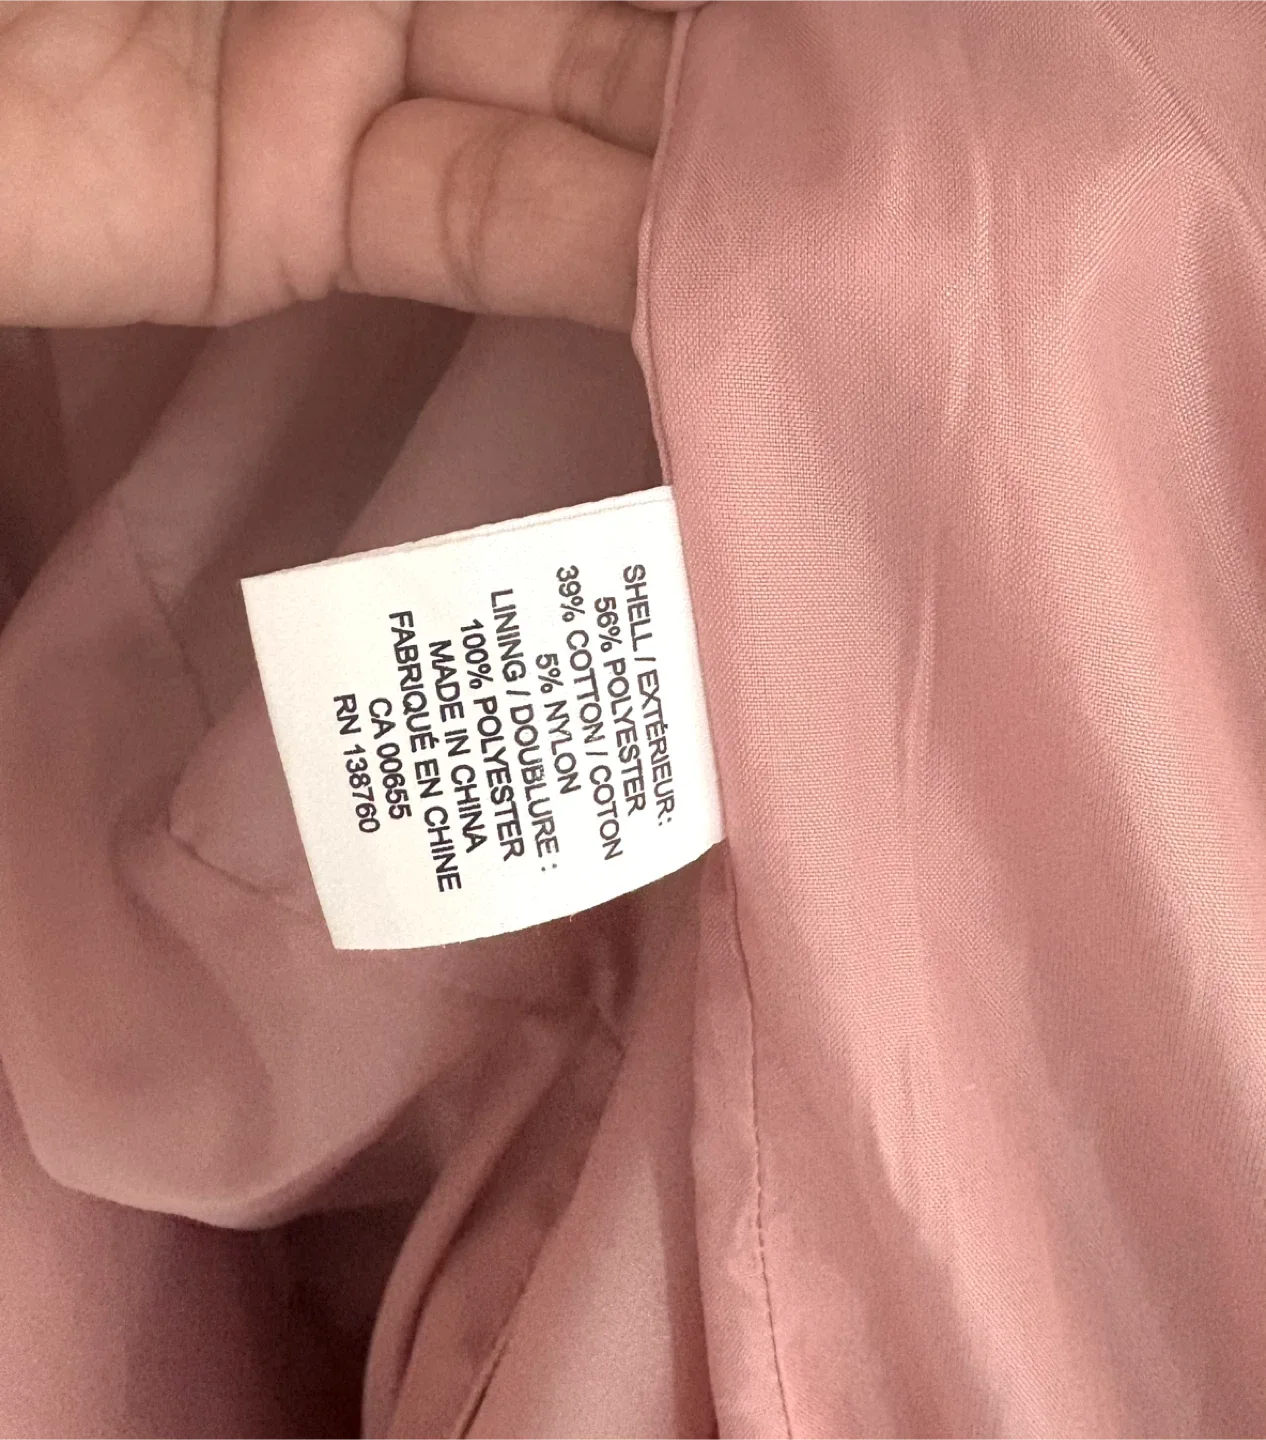 SHELL / EXTÉRIEUR:
56% POLYESTER
39% COTTON / COTON
5% NYLON
LINING / DOUBLURE :
100% POLYESTER
MADE IN CHINA
FABRIQUÉ EN CHINE
CA 00655
RN 138760